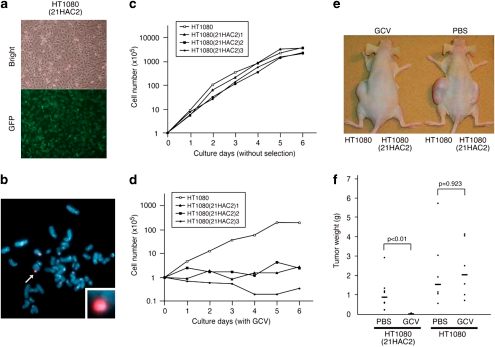 a
HT1080
(21HAC2)
Bright
GFP
b
c
HT1080
HT1080(21HAC2)1
HT1080(21HAC2)2
HT1080(21HAC2)3
Cell number (x10⁵)
10000
1000
100
10
1
0 1 2 3 4 5 6
Culture days (without selection)
d
HT1080
HT1080(21HAC2)1
HT1080(21HAC2)2
HT1080(21HAC2)3
Cell number (x10⁵)
1000
100
10
1
0.1
0 1 2 3 4 5 6
Culture days (with GCV)
e
GCV PBS
HT1080 HT1080 HT1080 HT1080
(21HAC2) (21HAC2)
f
Tumor weight (g)
7
6
5
4
3
2
1
0
p=0.923
p<0.01
PBS GCV PBS GCV
HT1080 HT1080
(21HAC2)